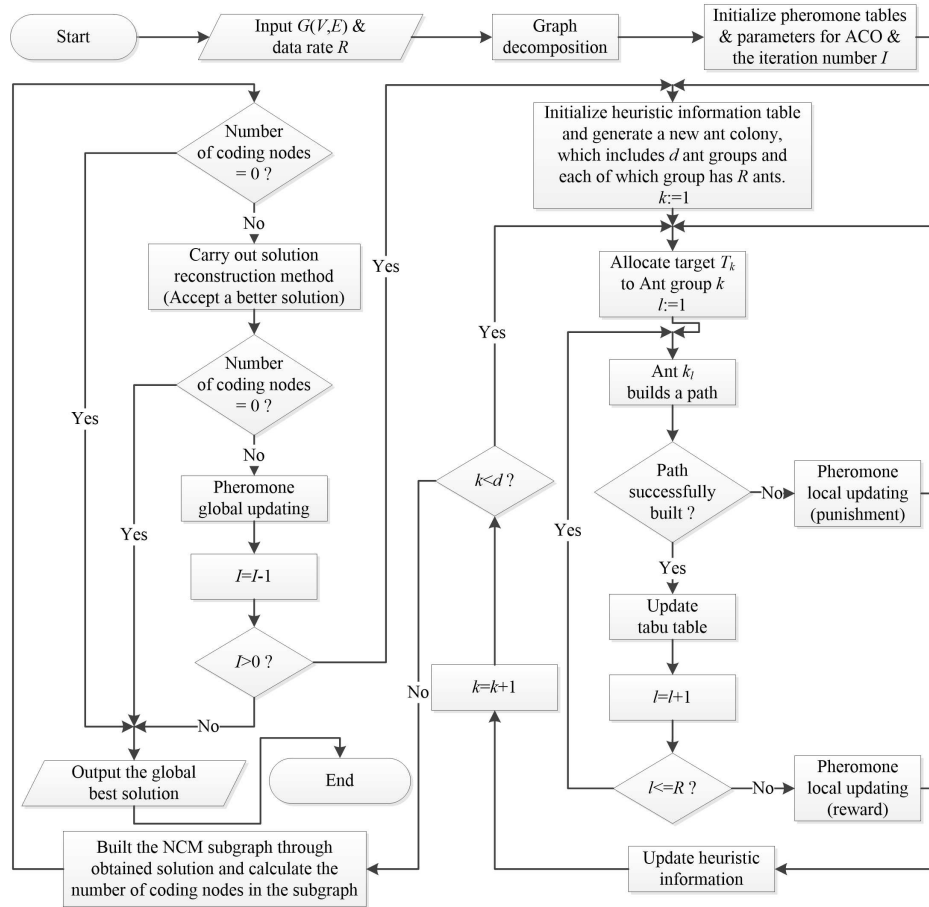 Start
Input G(V,E) &
data rate R
Graph
decomposition
Initialize pheromone tables
& parameters for ACO &
the iteration number I
Number
of coding nodes
= 0 ?
Yes
No
Carry out solution
reconstruction method
(Accept a better solution)
Number
of coding nodes
= 0 ?
Yes
No
Pheromone
global updating
I=I-1
I>0 ?
Yes
No
Output the global
best solution
End
Initialize heuristic information table
and generate a new ant colony,
which includes d ant groups and
each of which group has R ants.
k:=1
Allocate target Tk
to Ant group k
l:=1
Ant kl
builds a path
Path
successfully
built ?
No
Pheromone
local updating
(punishment)
Yes
Update
tabu table
l=l+1
l<=R ?
Yes
No
Pheromone
local updating
(reward)
Update heuristic
information
k=k+1
k<d ?
Yes
No
Built the NCM subgraph through
obtained solution and calculate the
number of coding nodes in the subgraph